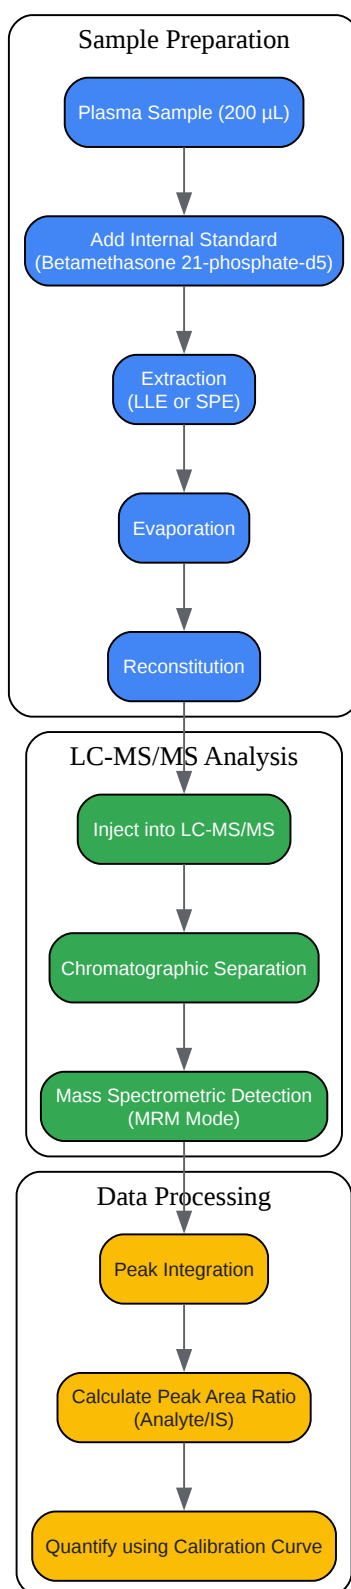 Sample Preparation
Plasma Sample (200 µL)
Add Internal Standard
(Betamethasone 21-phosphate-d5)
Extraction
(LLE or SPE)
Evaporation
Reconstitution
LC-MS/MS Analysis
Inject into LC-MS/MS
Chromatographic Separation
Mass Spectrometric Detection
(MRM Mode)
Data Processing
Peak Integration
Calculate Peak Area Ratio
(Analyte/IS)
Quantify using Calibration Curve